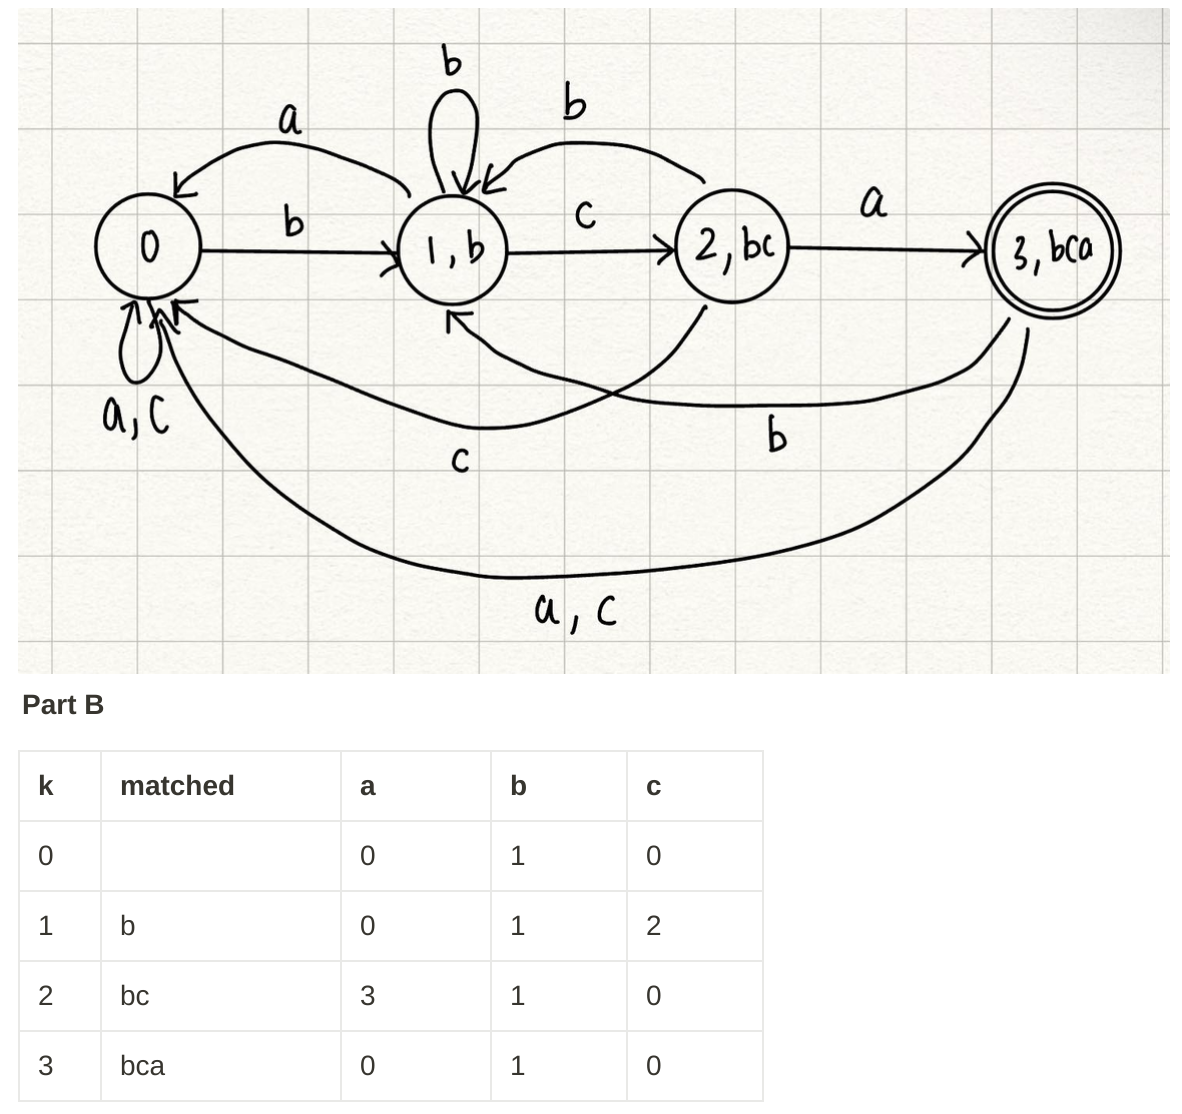 b
b
a
a
b
c
0
1, b
2, bc
3, bca
a, c
b
c
a, c
Part B
k matched a b c
0 0 1 0
1 b 0 1 2
2 bc 3 1 0
3 bca 0 1 0